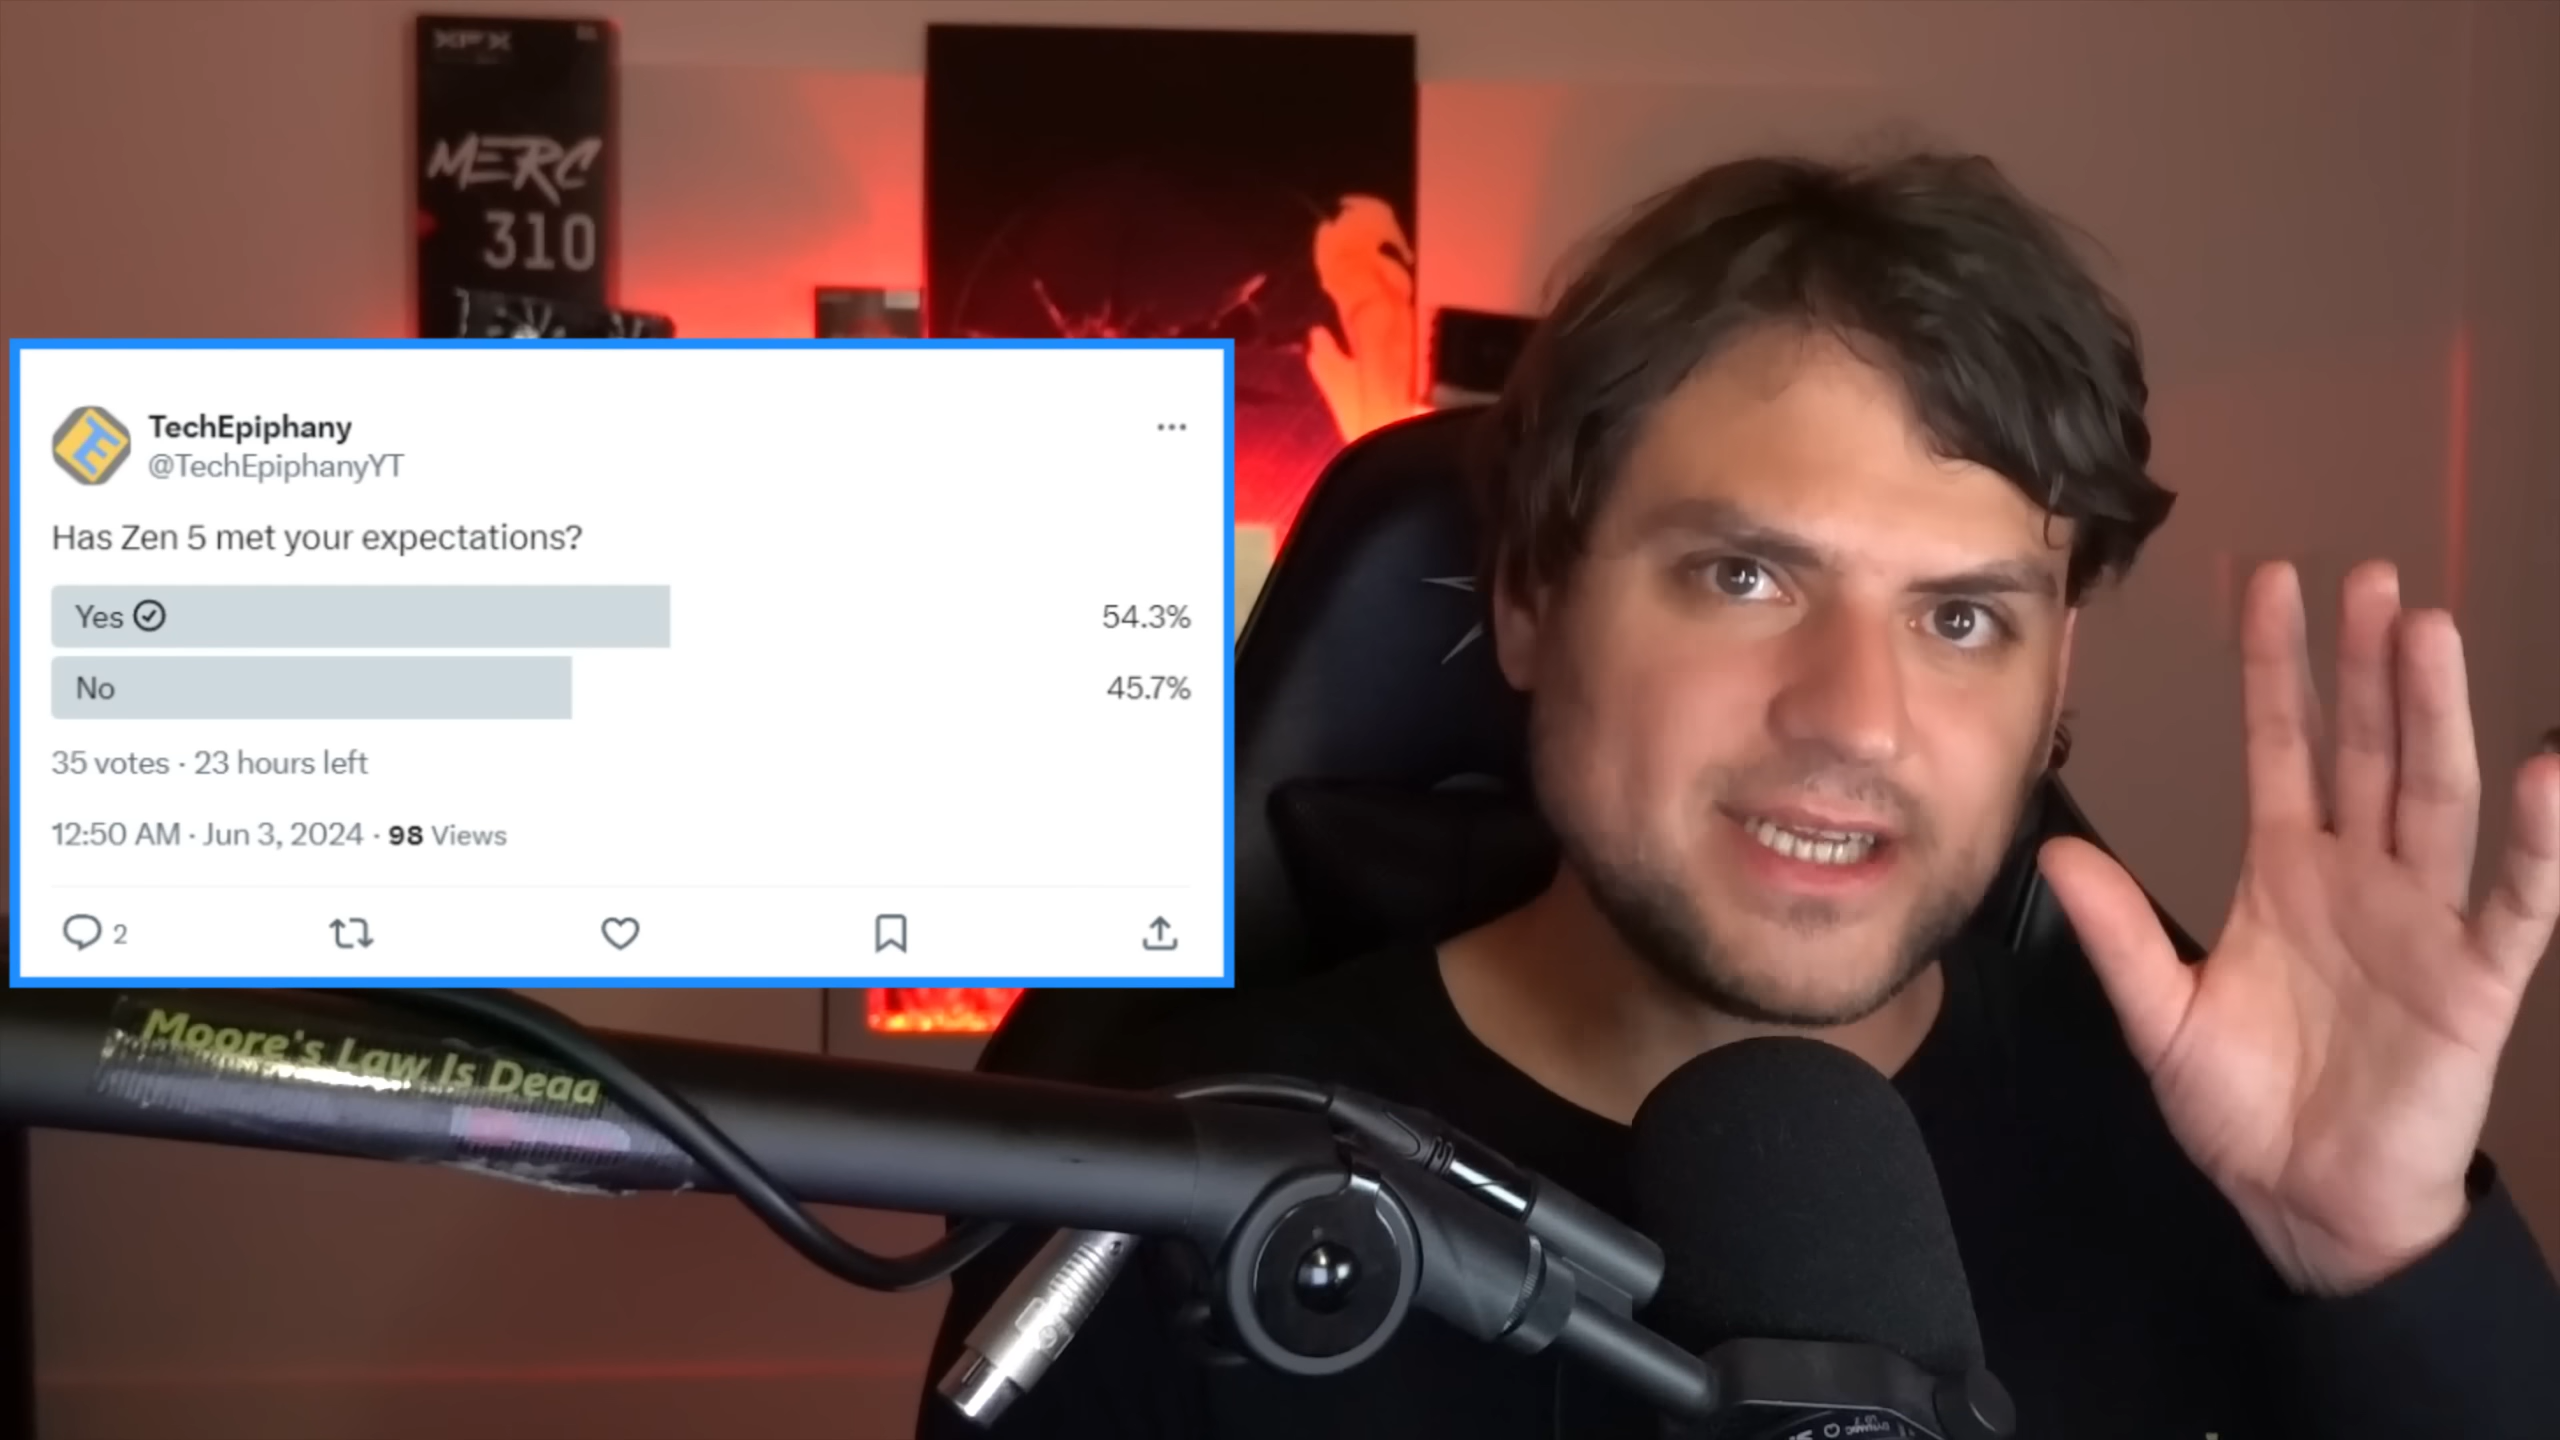 XFX
MERC
310
TechEpiphany
@TechEpiphanyYT
Has Zen 5 met your expectations?
Yes
54.3%
No
45.7%
35 votes · 23 hours left
12:50 AM · Jun 3, 2024 · 98 Views
2
Moore's Law Is Dead